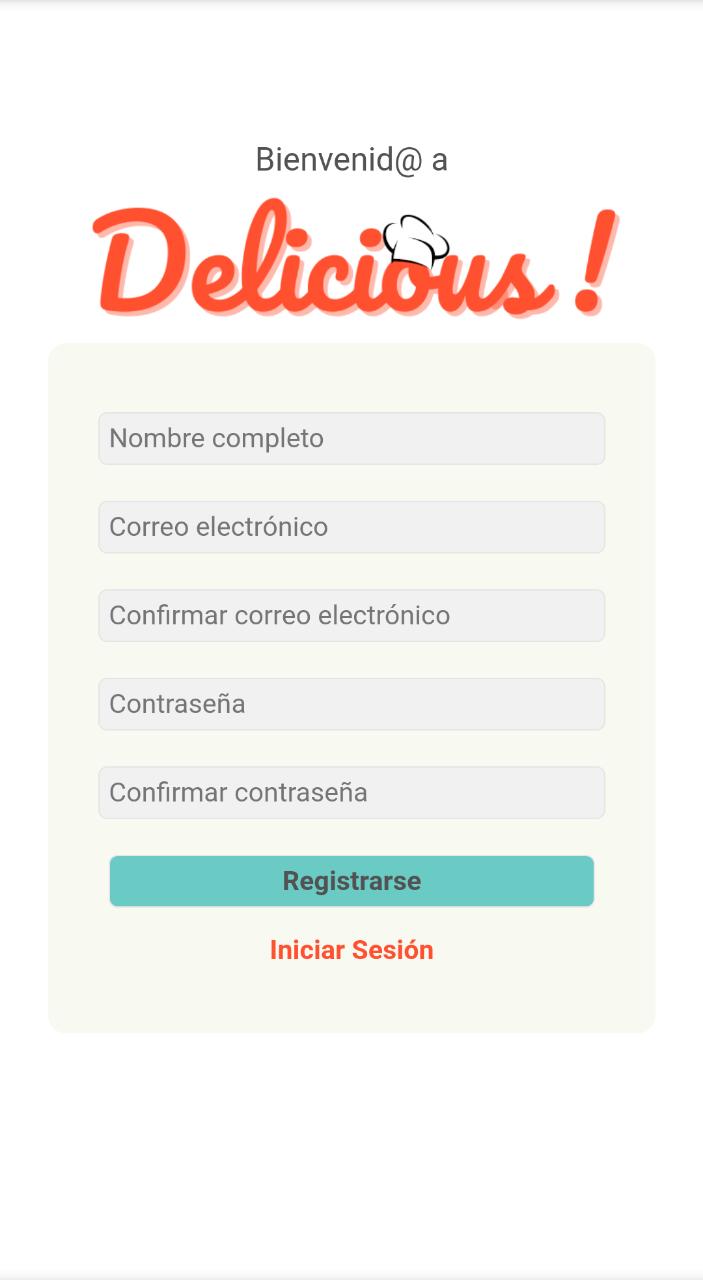 Bienvenid@ a
Delicious !
Nombre completo
Correo electrónico
Confirmar correo electrónico
Contraseña
Confirmar contraseña
Registrarse
Iniciar Sesión